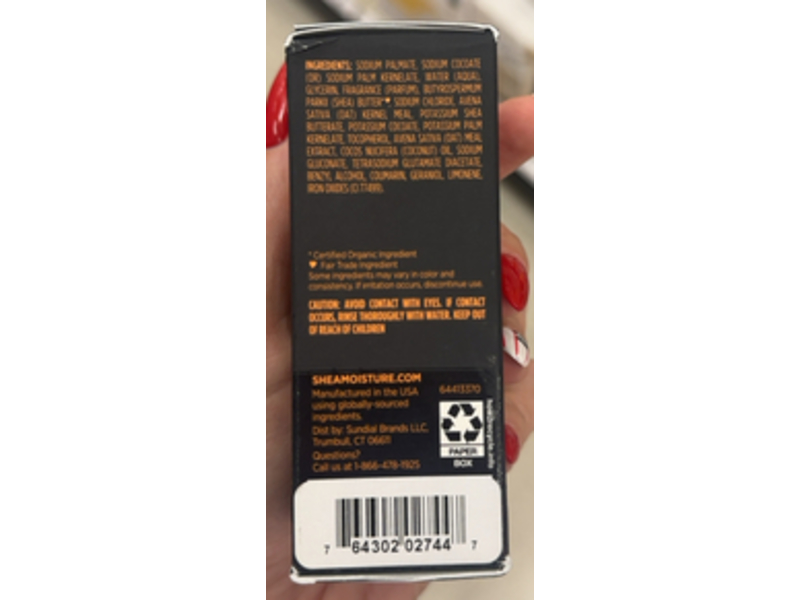 INGREDIENTS: SODIUM PALMATE, SODIUM COCOATE
(OR) SODIUM PALM KERNELATE, WATER (AQUA),
GLYCERIN, FRAGRANCE (PARFUM), BUTYROSPERMUM
PARKII (SHEA) BUTTER*♥, SODIUM CHLORIDE, AVENA
SATIVA (OAT) KERNEL MEAL, POTASSIUM SHEA
BUTTERATE, POTASSIUM COCOATE, POTASSIUM PALM
KERNELATE, TOCOPHEROL, AVENA SATIVA (OAT) MEAL
EXTRACT, COCOS NUCIFERA (COCONUT) OIL, SODIUM
GLUCONATE, TETRASODIUM GLUTAMATE DIACETATE,
BENZYL ALCOHOL, COUMARIN, GERANIOL, LIMONENE,
IRON OXIDES (CI 77499).
* Certified Organic Ingredient
♥ Fair Trade Ingredient
Some ingredients may vary in color and
consistency. If irritation occurs, discontinue use.
CAUTION: AVOID CONTACT WITH EYES. IF CONTACT
OCCURS, RINSE THOROUGHLY WITH WATER. KEEP OUT
OF REACH OF CHILDREN
SHEAMOISTURE.COM
Manufactured in the USA
using globally-sourced
ingredients.
Dist by: Sundial Brands LLC.
Trumbull, CT 06611
Questions?
Call us at 1-866-478-1925
64413370
PAPER
BOX
how2recycle.info
7 64302 02744 7